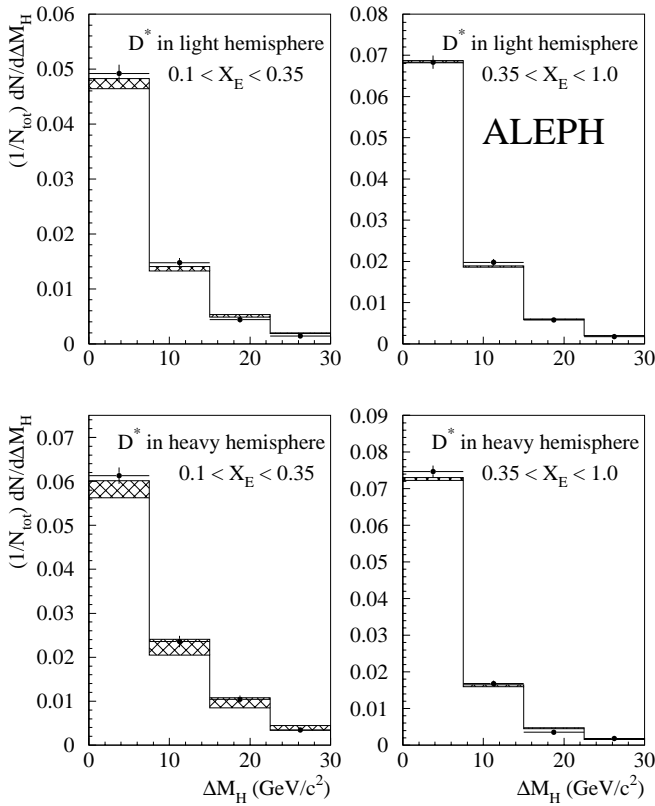 (1/N_tot) dN/dΔM_H
D* in light hemisphere
0.1 < X_E < 0.35
0.06
0.05
0.04
0.03
0.02
0.01
0
0 10 20 30
D* in light hemisphere
0.35 < X_E < 1.0
ALEPH
0.08
0.07
0.06
0.05
0.04
0.03
0.02
0.01
0
0 10 20 30
(1/N_tot) dN/dΔM_H
D* in heavy hemisphere
0.1 < X_E < 0.35
0.07
0.06
0.05
0.04
0.03
0.02
0.01
0
0 10 20 30
ΔM_H (GeV/c²)
D* in heavy hemisphere
0.35 < X_E < 1.0
0.09
0.08
0.07
0.06
0.05
0.04
0.03
0.02
0.01
0
0 10 20 30
ΔM_H (GeV/c²)